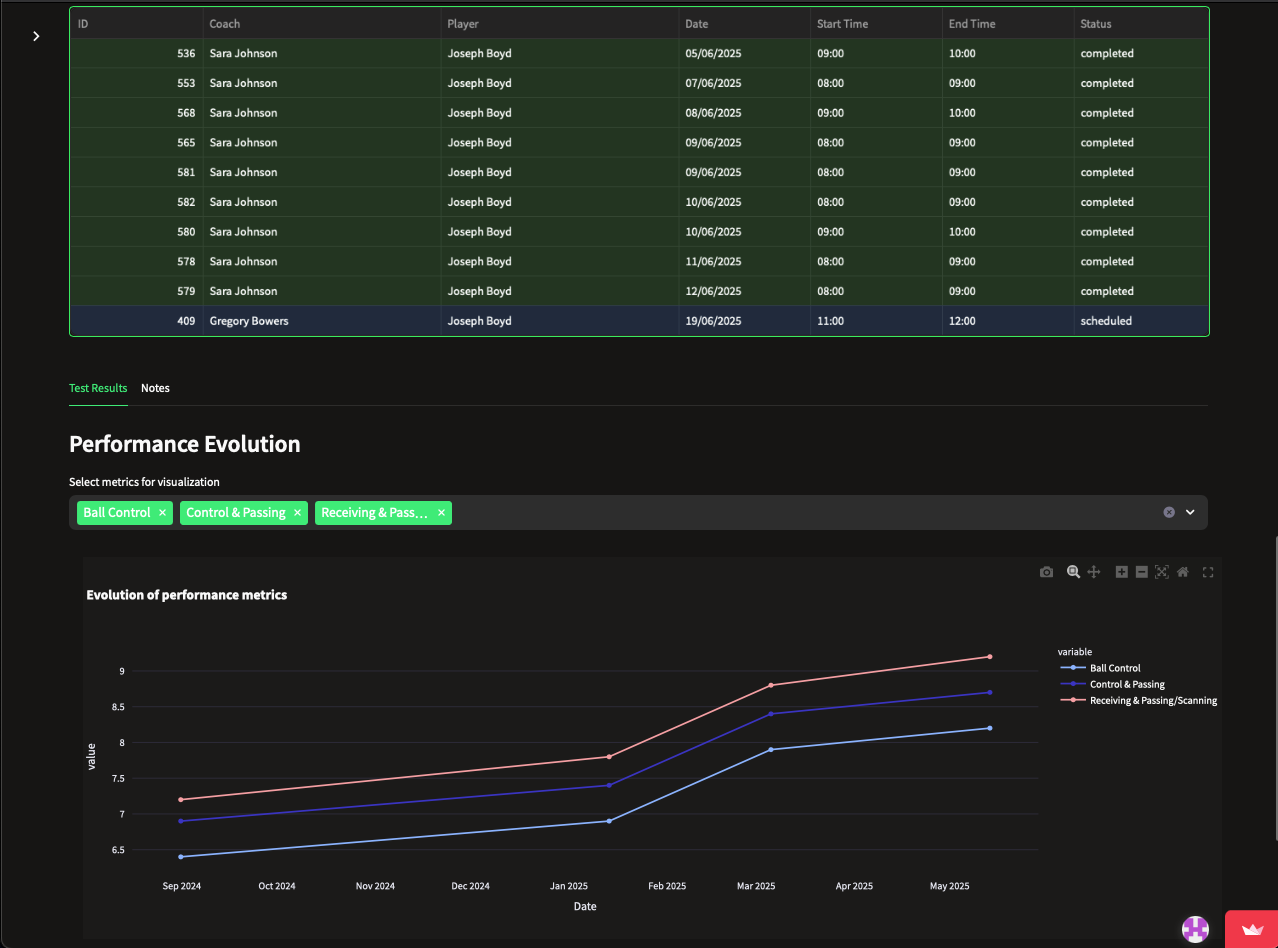 ID Coach Player Date Start Time End Time Status
536 Sara Johnson Joseph Boyd 05/06/2025 09:00 10:00 completed
553 Sara Johnson Joseph Boyd 07/06/2025 08:00 09:00 completed
568 Sara Johnson Joseph Boyd 08/06/2025 09:00 10:00 completed
565 Sara Johnson Joseph Boyd 09/06/2025 08:00 09:00 completed
581 Sara Johnson Joseph Boyd 09/06/2025 08:00 09:00 completed
582 Sara Johnson Joseph Boyd 10/06/2025 08:00 09:00 completed
580 Sara Johnson Joseph Boyd 10/06/2025 09:00 10:00 completed
578 Sara Johnson Joseph Boyd 11/06/2025 08:00 09:00 completed
579 Sara Johnson Joseph Boyd 12/06/2025 08:00 09:00 completed
409 Gregory Bowers Joseph Boyd 19/06/2025 11:00 12:00 scheduled
Test Results Notes
Performance Evolution
Select metrics for visualization
Ball Control × Control & Passing × Receiving & Pass... ×
Evolution of performance metrics
variable
Ball Control
Control & Passing
Receiving & Passing/Scanning
9
8.5
8
7.5
7
6.5
value
Sep 2024 Oct 2024 Nov 2024 Dec 2024 Jan 2025 Feb 2025 Mar 2025 Apr 2025 May 2025
Date